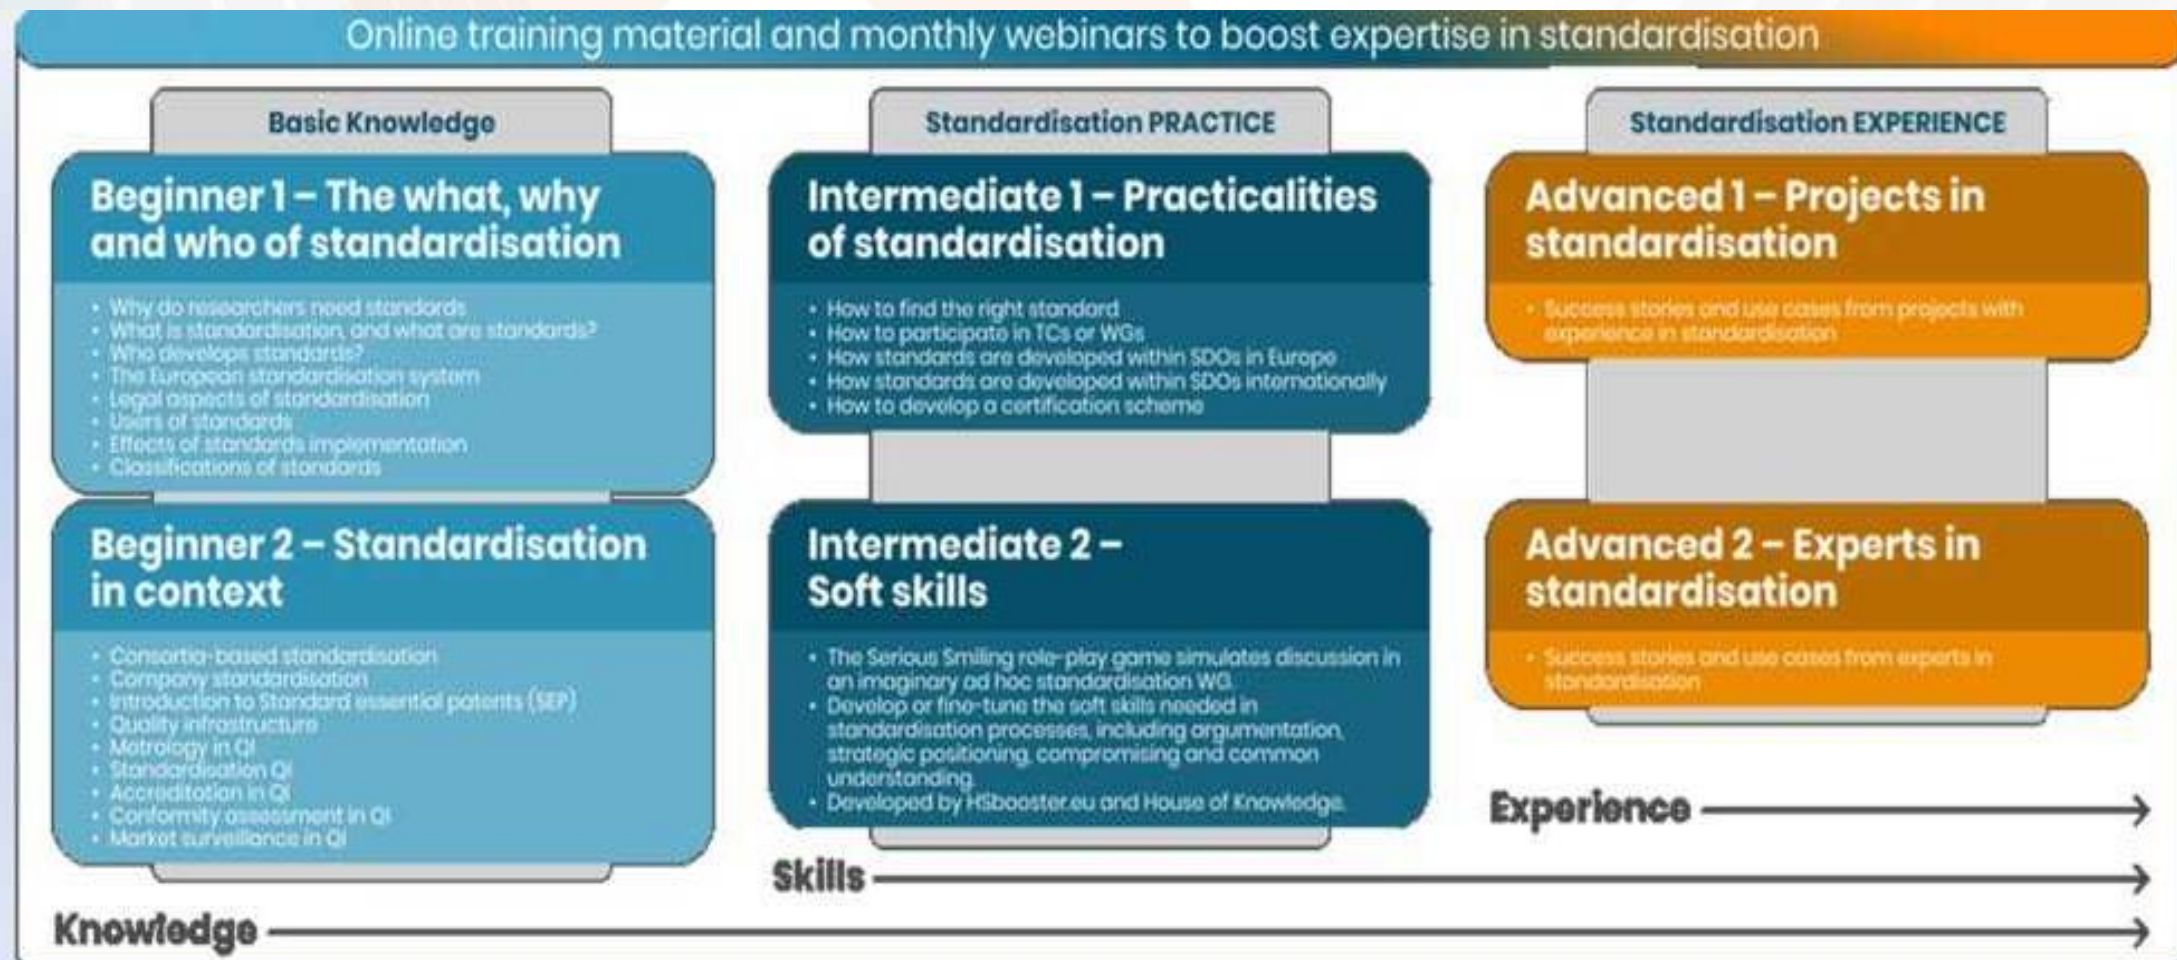 Online training material and monthly webinars to boost expertise in standardisation
Basic Knowledge
Beginner 1 – The what, why
and who of standardisation
• Why do researchers need standards
• What is standardisation, and what are standards?
• Who develops standards?
• The European standardisation system
• Legal aspects of standardisation
• Users of standards
• Effects of standards implementation
• Classifications of standards
Beginner 2 – Standardisation
in context
• Consortia-based standardisation
• Company standardisation
• Introduction to Standard essential patents (SEP)
• Quality infrastructure
• Metrology in QI
• Standardisation QI
• Accreditation in QI
• Conformity assessment in QI
• Market surveillance in QI
Standardisation PRACTICE
Intermediate 1 – Practicalities
of standardisation
• How to find the right standard
• How to participate in TCs or WGs
• How standards are developed within SDOs in Europe
• How standards are developed within SDOs internationally
• How to develop a certification scheme
Intermediate 2 –
Soft skills
• The Serious Smiling role-play game simulates discussion in
an imaginary ad hoc standardisation WG.
• Develop or fine-tune the soft skills needed in
standardisation processes, including argumentation,
strategic positioning, compromising and common
understanding.
• Developed by HSbooster.eu and House of Knowledge.
Standardisation EXPERIENCE
Advanced 1 – Projects in
standardisation
• Success stories and use cases from projects with
experience in standardisation
Advanced 2 – Experts in
standardisation
• Success stories and use cases from experts in
standardisation
Experience
Skills
Knowledge